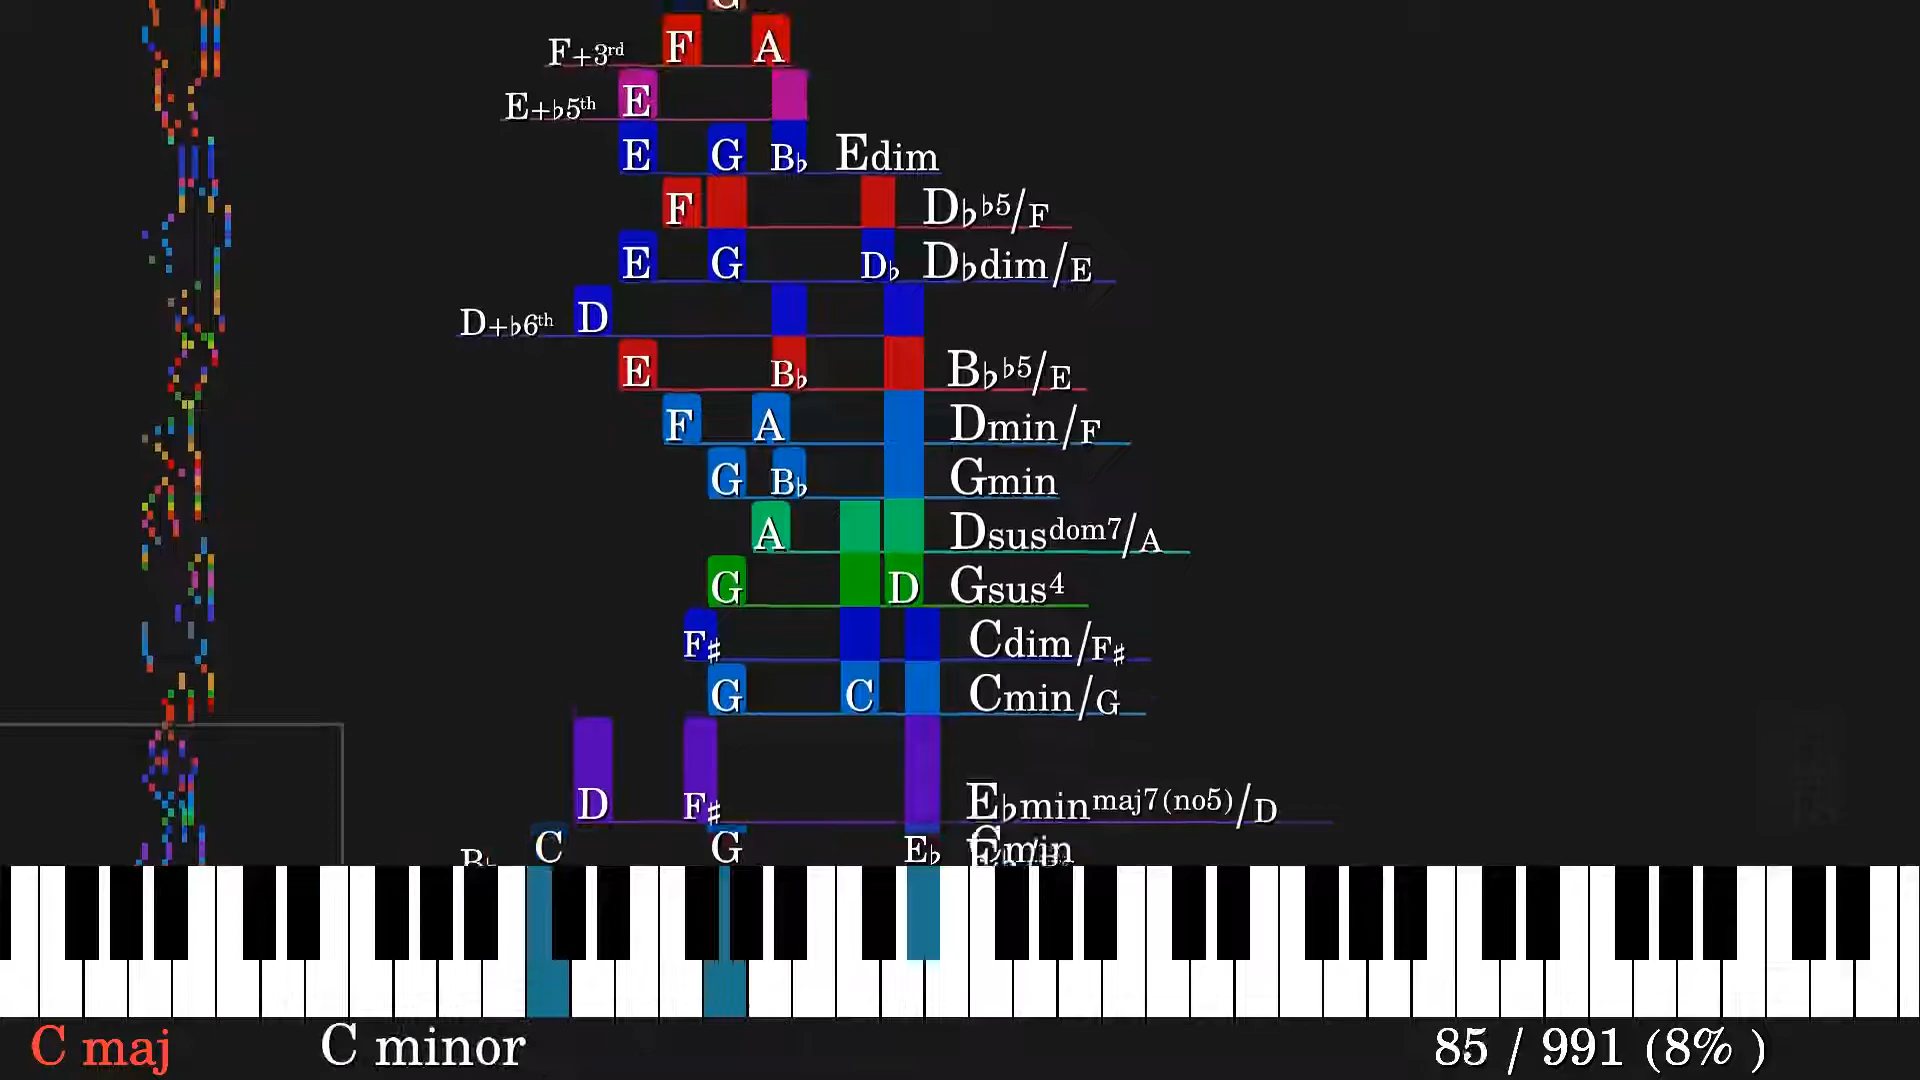 G
F+3rd F A
E+♭5th E
E G B♭ Edim
F D♭♭5/F
E G D♭ D♭dim/E
D+♭6th D
E B♭ B♭♭5/E
F A Dmin/F
G B♭ Gmin
A Dsusdom7/A
G D Gsus4
F♯ Cdim/F♯
G C Cmin/G
D F♯ E♭minmaj7(no5)/D
C G E♭ Cmin
C maj C minor 85 / 991 (8% )